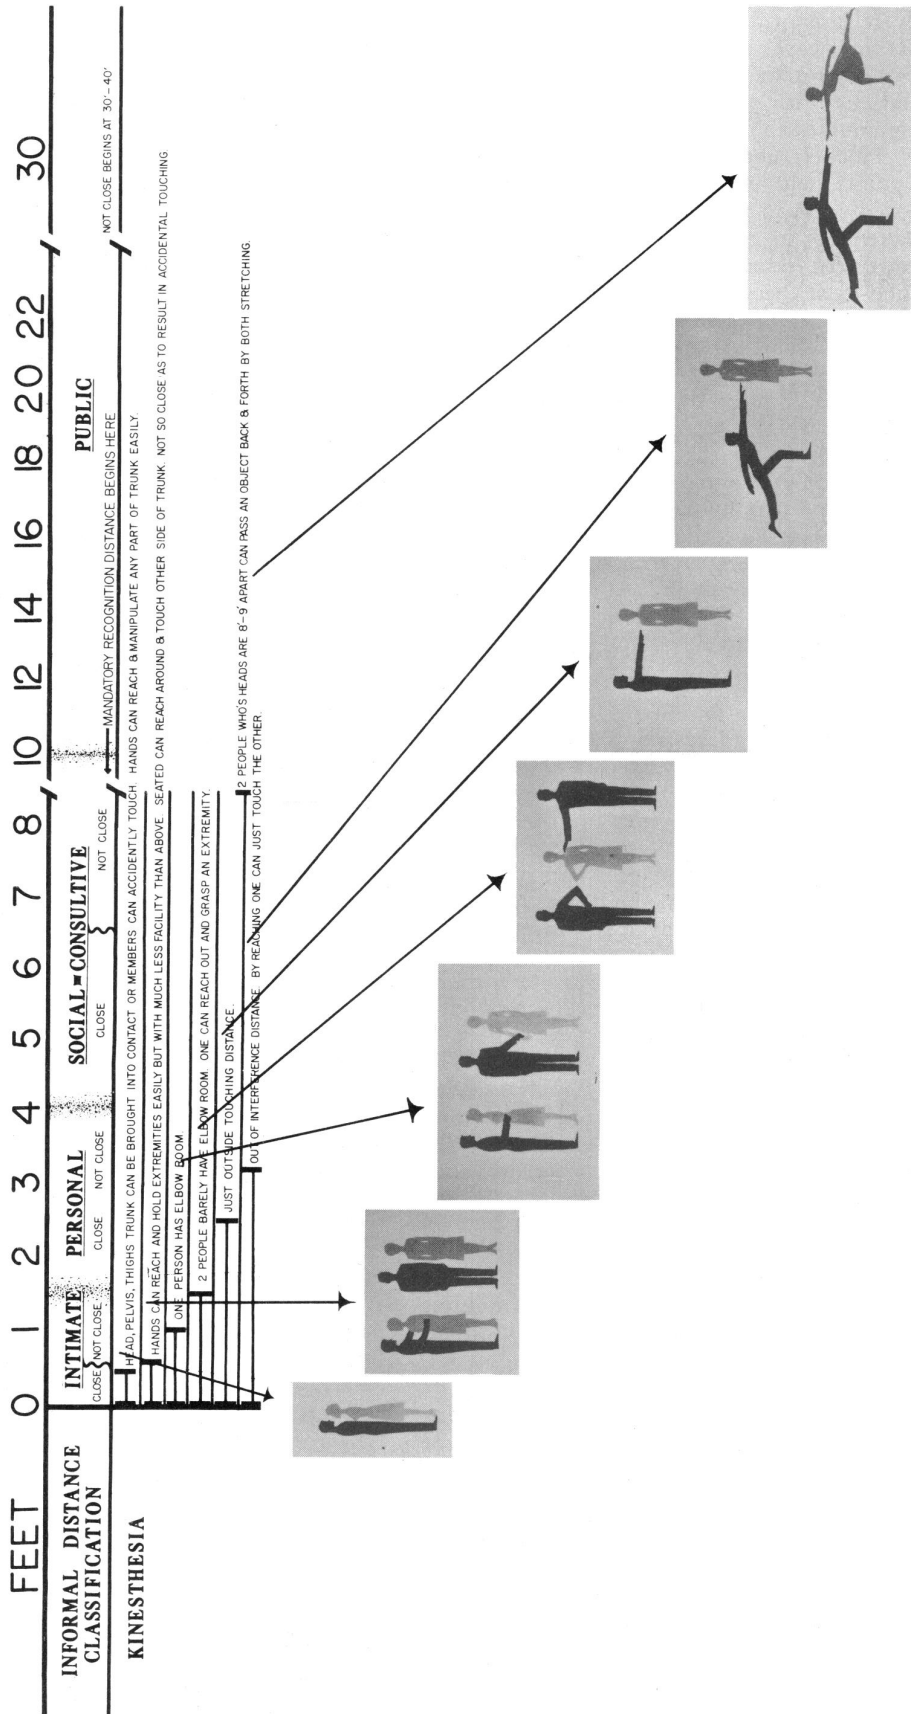 FEET 0 1 2 3 4 5 6 7 8 10 12 14 16 18 20 22 30
INFORMAL DISTANCE
CLASSIFICATION
INTIMATE PERSONAL SOCIAL-CONSULTIVE PUBLIC
CLOSE NOT CLOSE CLOSE NOT CLOSE CLOSE NOT CLOSE
MANDATORY RECOGNITION DISTANCE BEGINS HERE
NOT CLOSE BEGINS AT 30'-40'
KINESTHESIA
HEAD, PELVIS, THIGHS TRUNK CAN BE BROUGHT INTO CONTACT OR MEMBERS CAN ACCIDENTLY TOUCH. HANDS CAN REACH & MANIPULATE ANY PART OF TRUNK EASILY.
HANDS CAN REACH AND HOLD EXTREMITIES EASILY BUT WITH MUCH LESS FACILITY THAN ABOVE. SEATED CAN REACH AROUND & TOUCH OTHER SIDE OF TRUNK. NOT SO CLOSE AS TO RESULT IN ACCIDENTAL TOUCHING.
ONE PERSON HAS ELBOW ROOM.
2 PEOPLE BARELY HAVE ELBOW ROOM. ONE CAN REACH OUT AND GRASP AN EXTREMITY.
JUST OUTSIDE TOUCHING DISTANCE.
OUT OF INTERFERENCE DISTANCE. BY REACHING ONE CAN JUST TOUCH THE OTHER.
2 PEOPLE WHO'S HEADS ARE 8'-9' APART CAN PASS AN OBJECT BACK & FORTH BY BOTH STRETCHING.